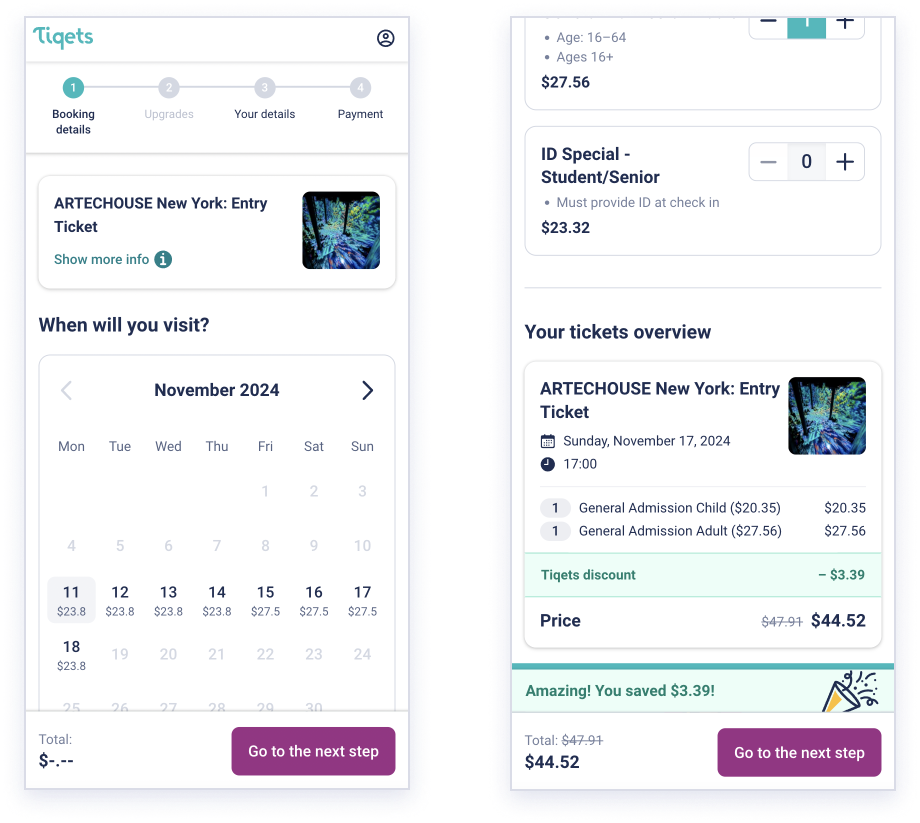 Tiqets
1
2
3
4
Booking details
Upgrades
Your details
Payment
ARTECHOUSE New York: Entry
Ticket
Show more info
When will you visit?
November 2024
Mon Tue Wed Thu Fri Sat Sun
1 2 3
4 5 6 7 8 9 10
11 12 13 14 15 16 17
$23.8 $23.8 $23.8 $23.8 $27.5 $27.5 $27.5
18 19 20 21 22 23 24
$23.8
25 26 27 28 29 30
Total:
$-.--
Go to the next step
1
• Age: 16–64
• Ages 16+
$27.56
ID Special -
Student/Senior
0
• Must provide ID at check in
$23.32
Your tickets overview
ARTECHOUSE New York: Entry
Ticket
Sunday, November 17, 2024
17:00
1 General Admission Child ($20.35) $20.35
1 General Admission Adult ($27.56) $27.56
Tiqets discount – $3.39
Price $47.91 $44.52
Amazing! You saved $3.39!
Total: $47.91
$44.52
Go to the next step